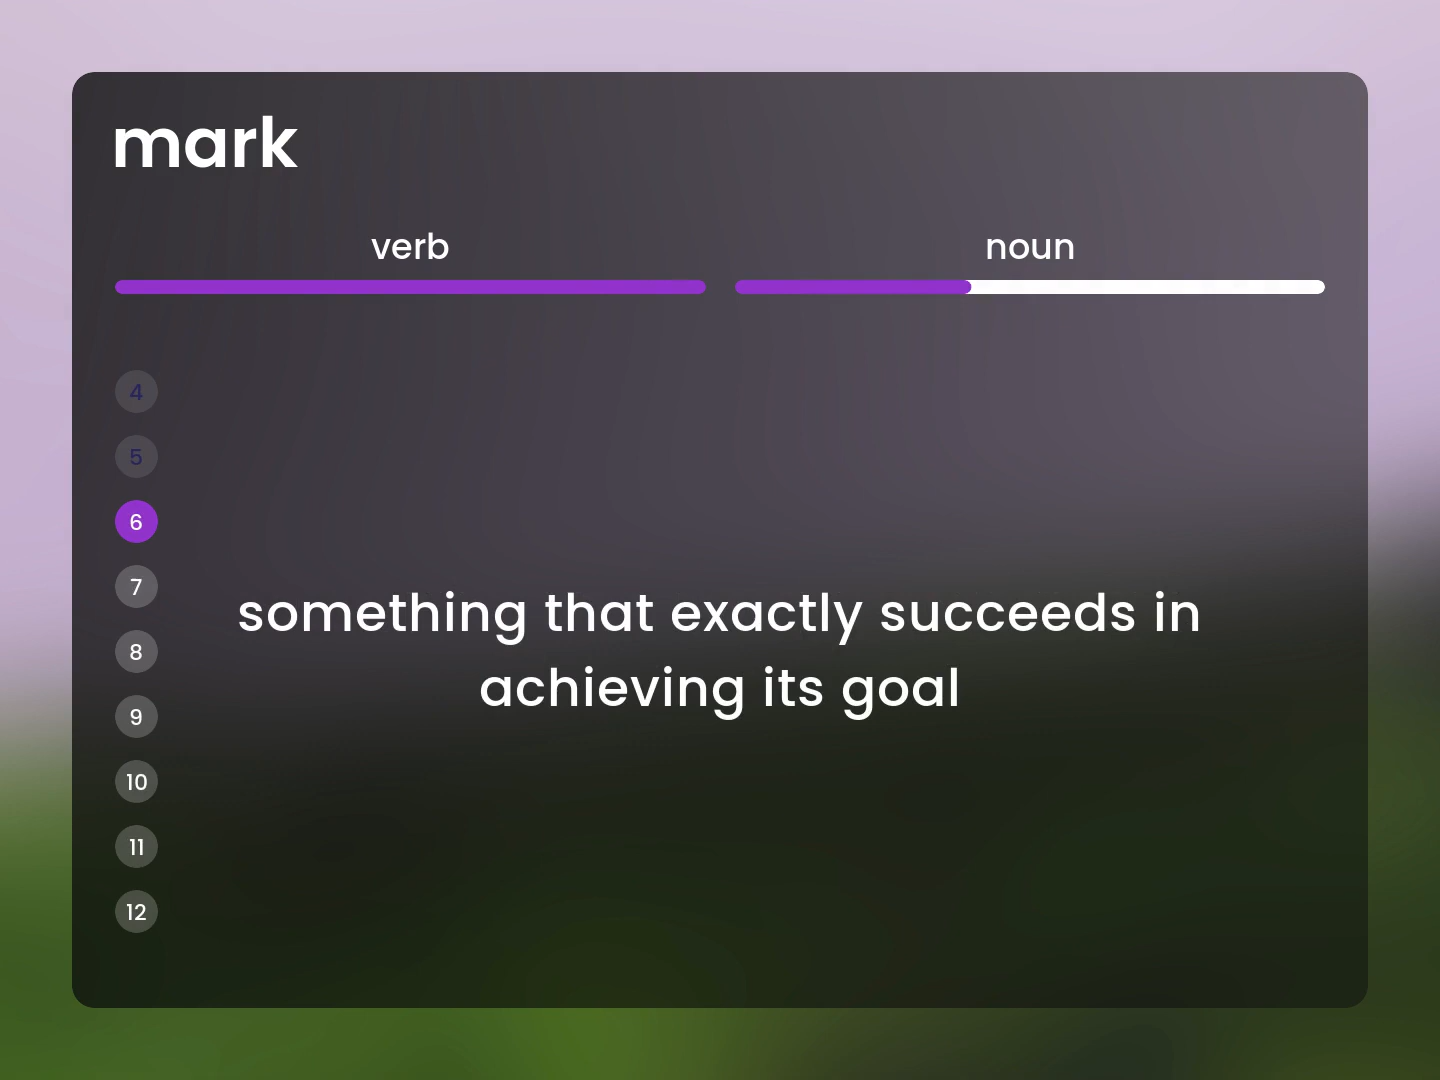 mark
verb
noun
4
5
6
7
8
9
10
11
12
something that exactly succeeds in
achieving its goal